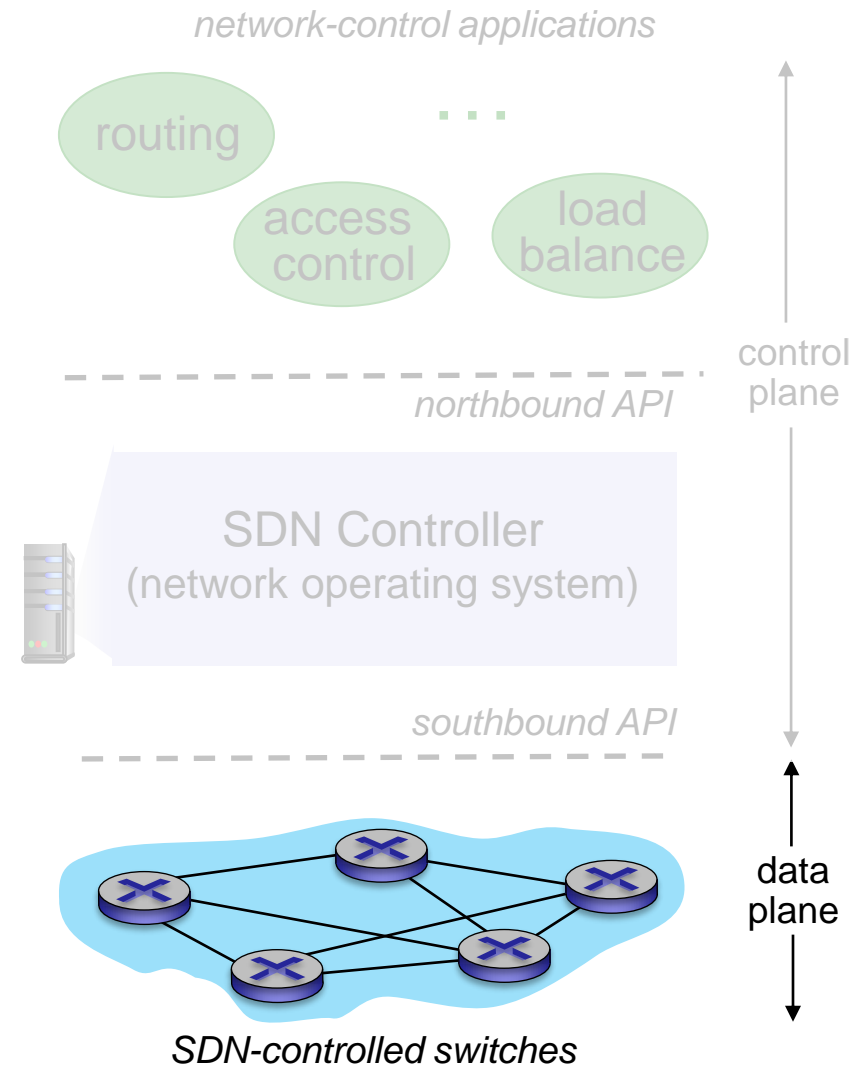 network-control applications
routing
. . .
access
control
load
balance
control
plane
northbound API
SDN Controller
(network operating system)
southbound API
data
plane
SDN-controlled switches